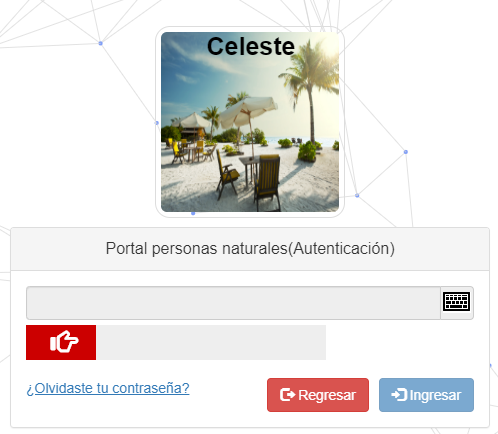 Celeste
Portal personas naturales(Autenticación)
¿Olvidaste tu contraseña?
Regresar
Ingresar